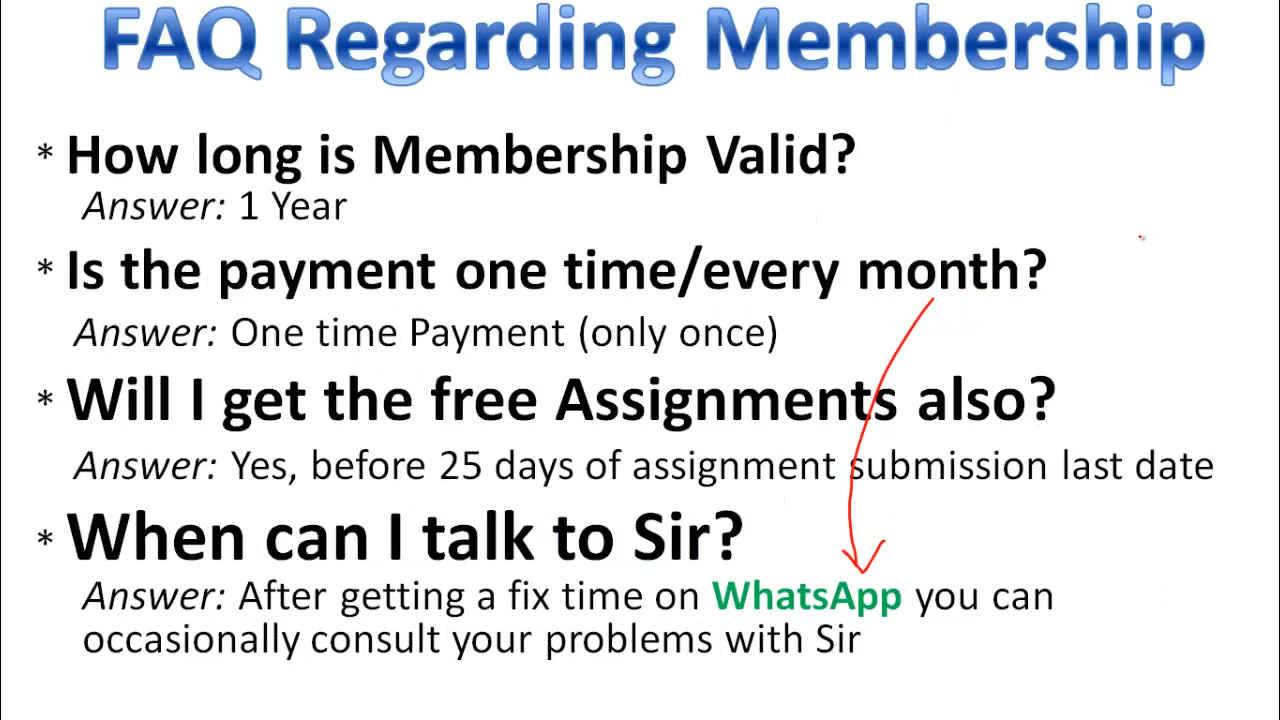 FAQ Regarding Membership
* How long is Membership Valid?
Answer: 1 Year
* Is the payment one time/every month?
Answer: One time Payment (only once)
* Will I get the free Assignments also?
Answer: Yes, before 25 days of assignment submission last date
* When can I talk to Sir?
Answer: After getting a fix time on WhatsApp you can
occasionally consult your problems with Sir